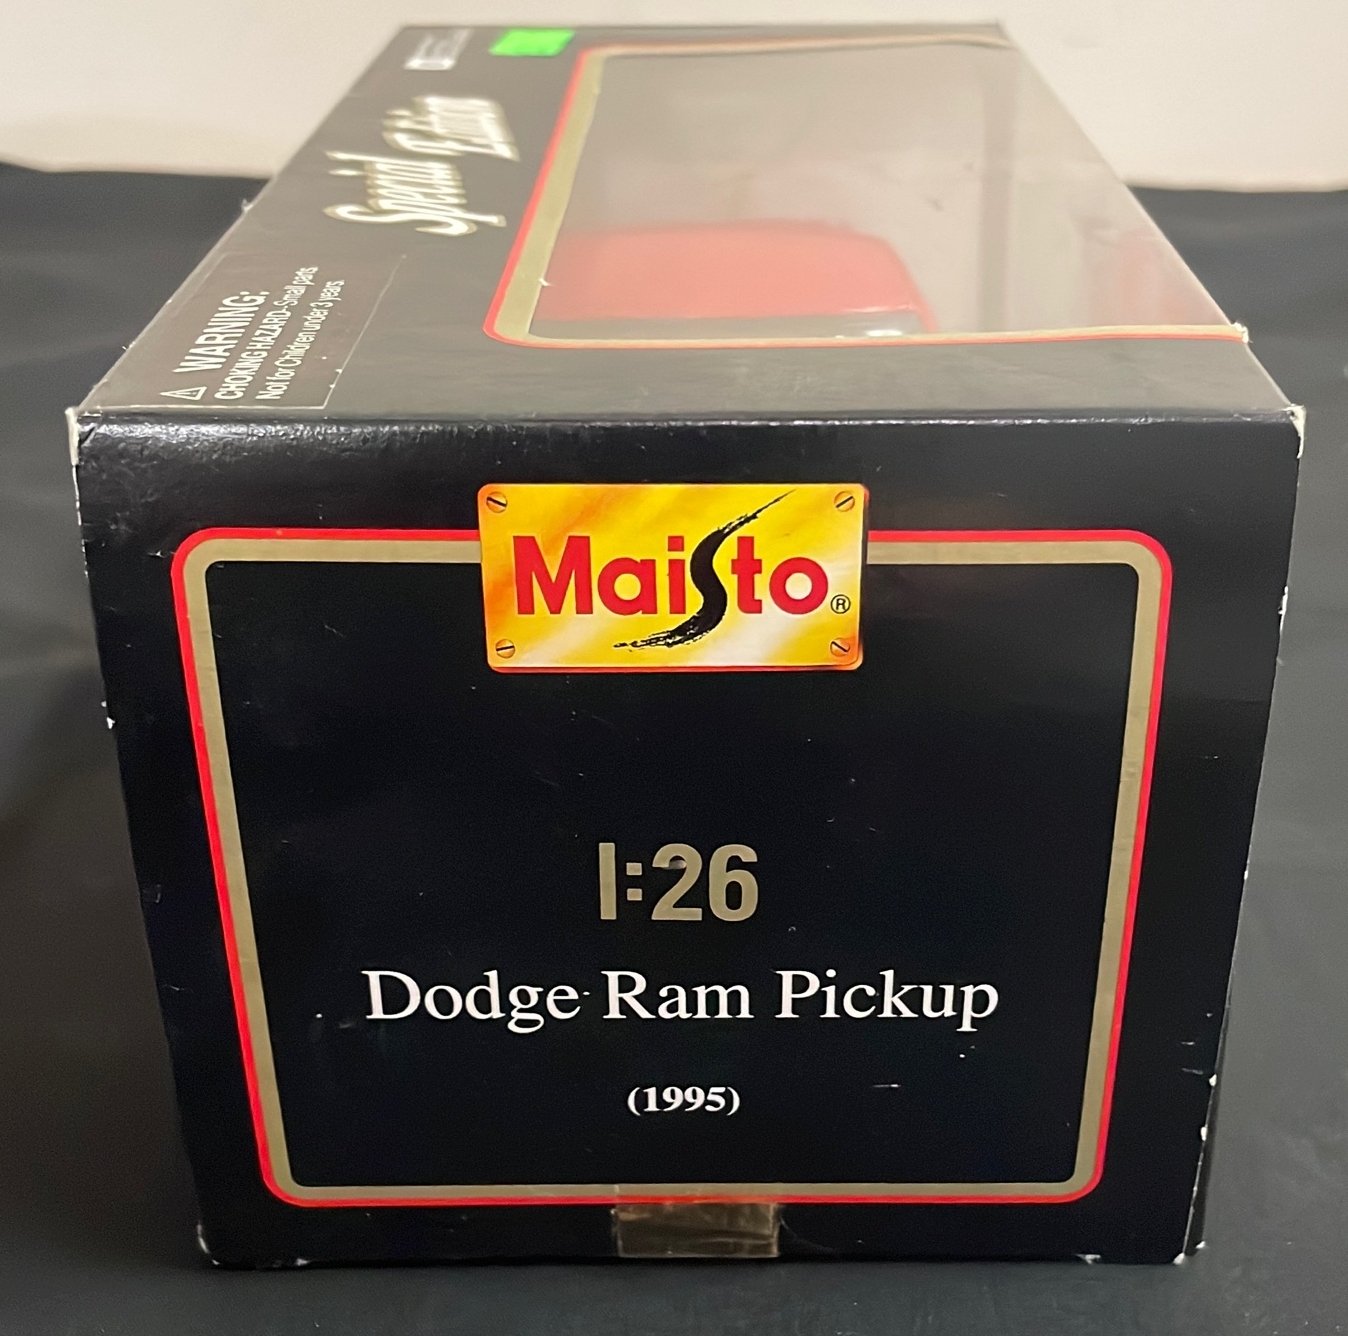 Special Edition
⚠ WARNING:
CHOKING HAZARD-Small parts
Not for Children under 3 years
Maisto®
1:26
Dodge Ram Pickup
(1995)